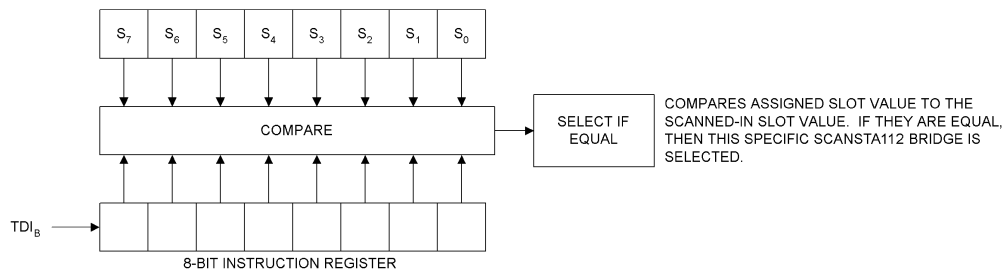 S7 S6 S5 S4 S3 S2 S1 S0
COMPARE
SELECT IF
EQUAL
COMPARES ASSIGNED SLOT VALUE TO THE
SCANNED-IN SLOT VALUE. IF THEY ARE EQUAL,
THEN THIS SPECIFIC SCANSTA112 BRIDGE IS
SELECTED.
TDIB
8-BIT INSTRUCTION REGISTER